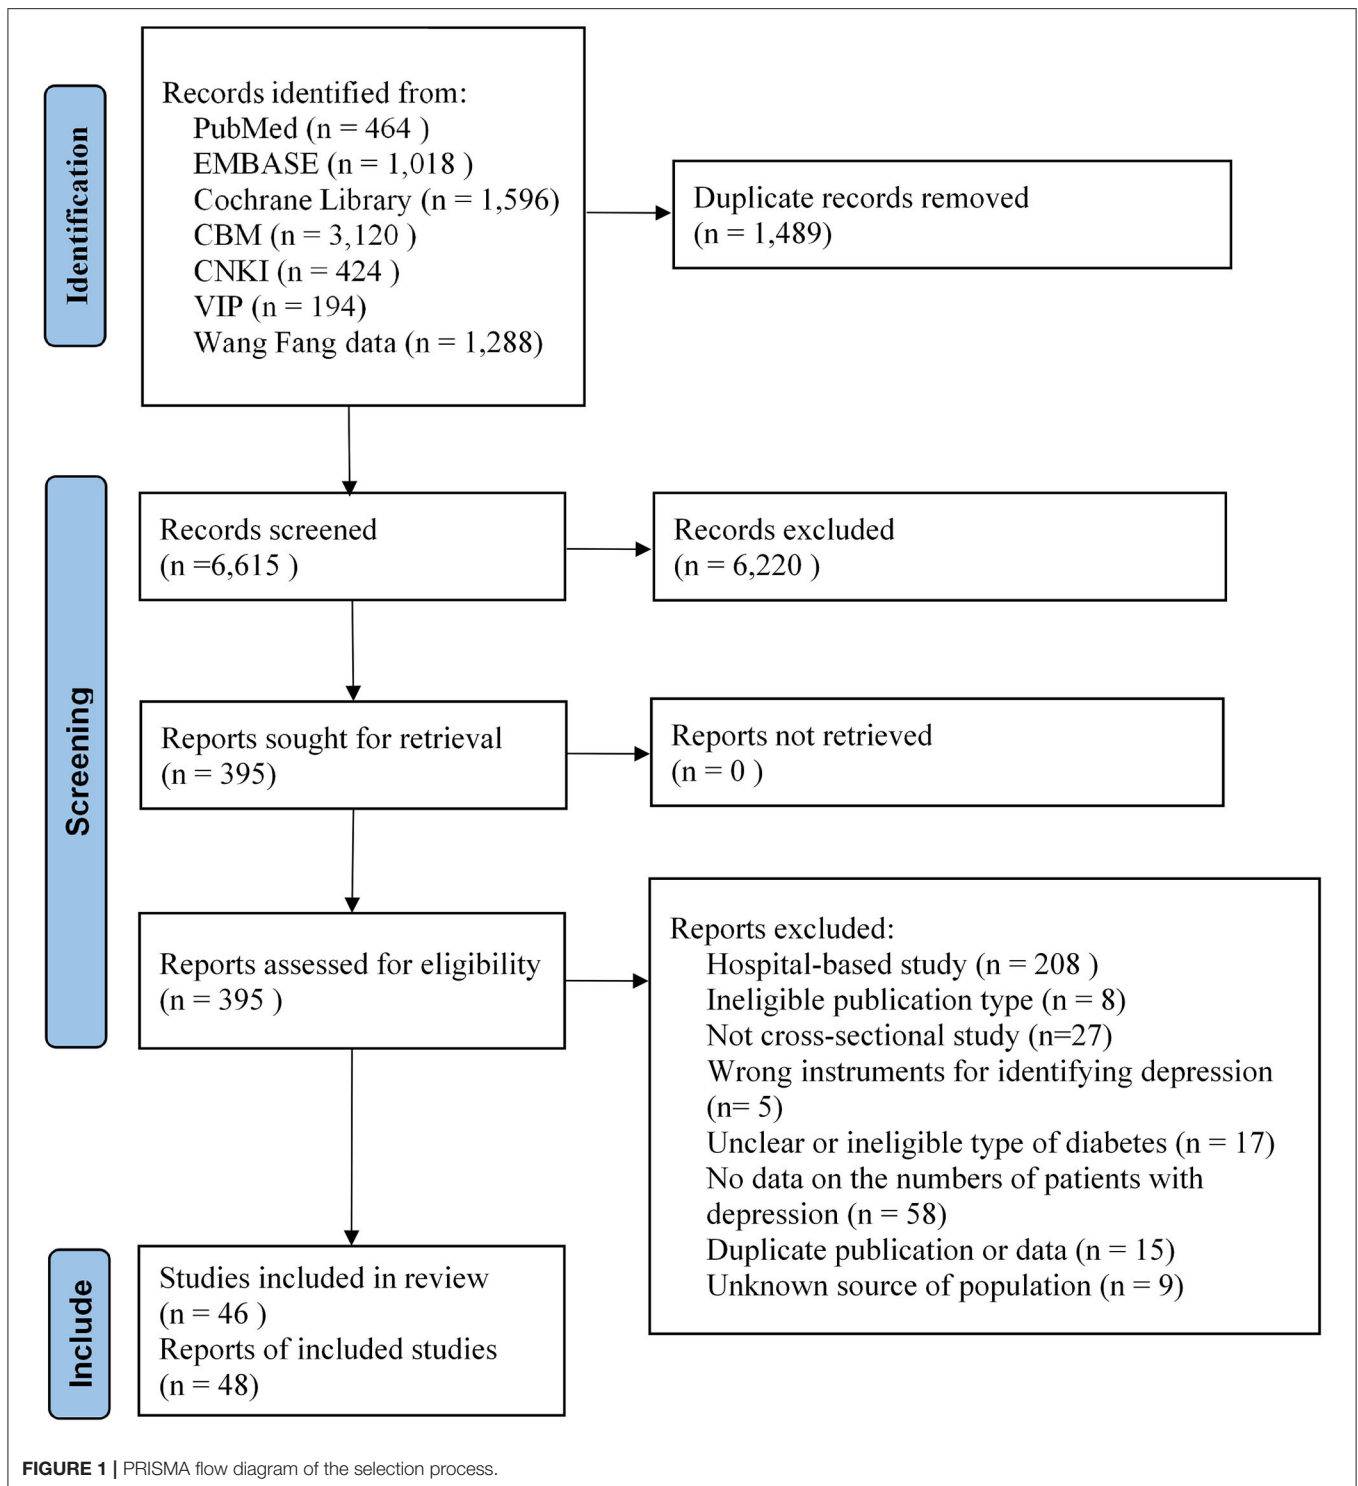 Identification
Records identified from:
PubMed (n = 464 )
EMBASE (n = 1,018 )
Cochrane Library (n = 1,596)
CBM (n = 3,120 )
CNKI (n = 424 )
VIP (n = 194)
Wang Fang data (n = 1,288)
Duplicate records removed
(n = 1,489)
Screening
Records screened
(n =6,615 )
Records excluded
(n = 6,220 )
Reports sought for retrieval
(n = 395)
Reports not retrieved
(n = 0 )
Reports assessed for eligibility
(n = 395 )
Reports excluded:
Hospital-based study (n = 208 )
Ineligible publication type (n = 8)
Not cross-sectional study (n=27)
Wrong instruments for identifying depression
(n= 5)
Unclear or ineligible type of diabetes (n = 17)
No data on the numbers of patients with
depression (n = 58)
Duplicate publication or data (n = 15)
Unknown source of population (n = 9)
Include
Studies included in review
(n = 46 )
Reports of included studies
(n = 48)
FIGURE 1 | PRISMA flow diagram of the selection process.